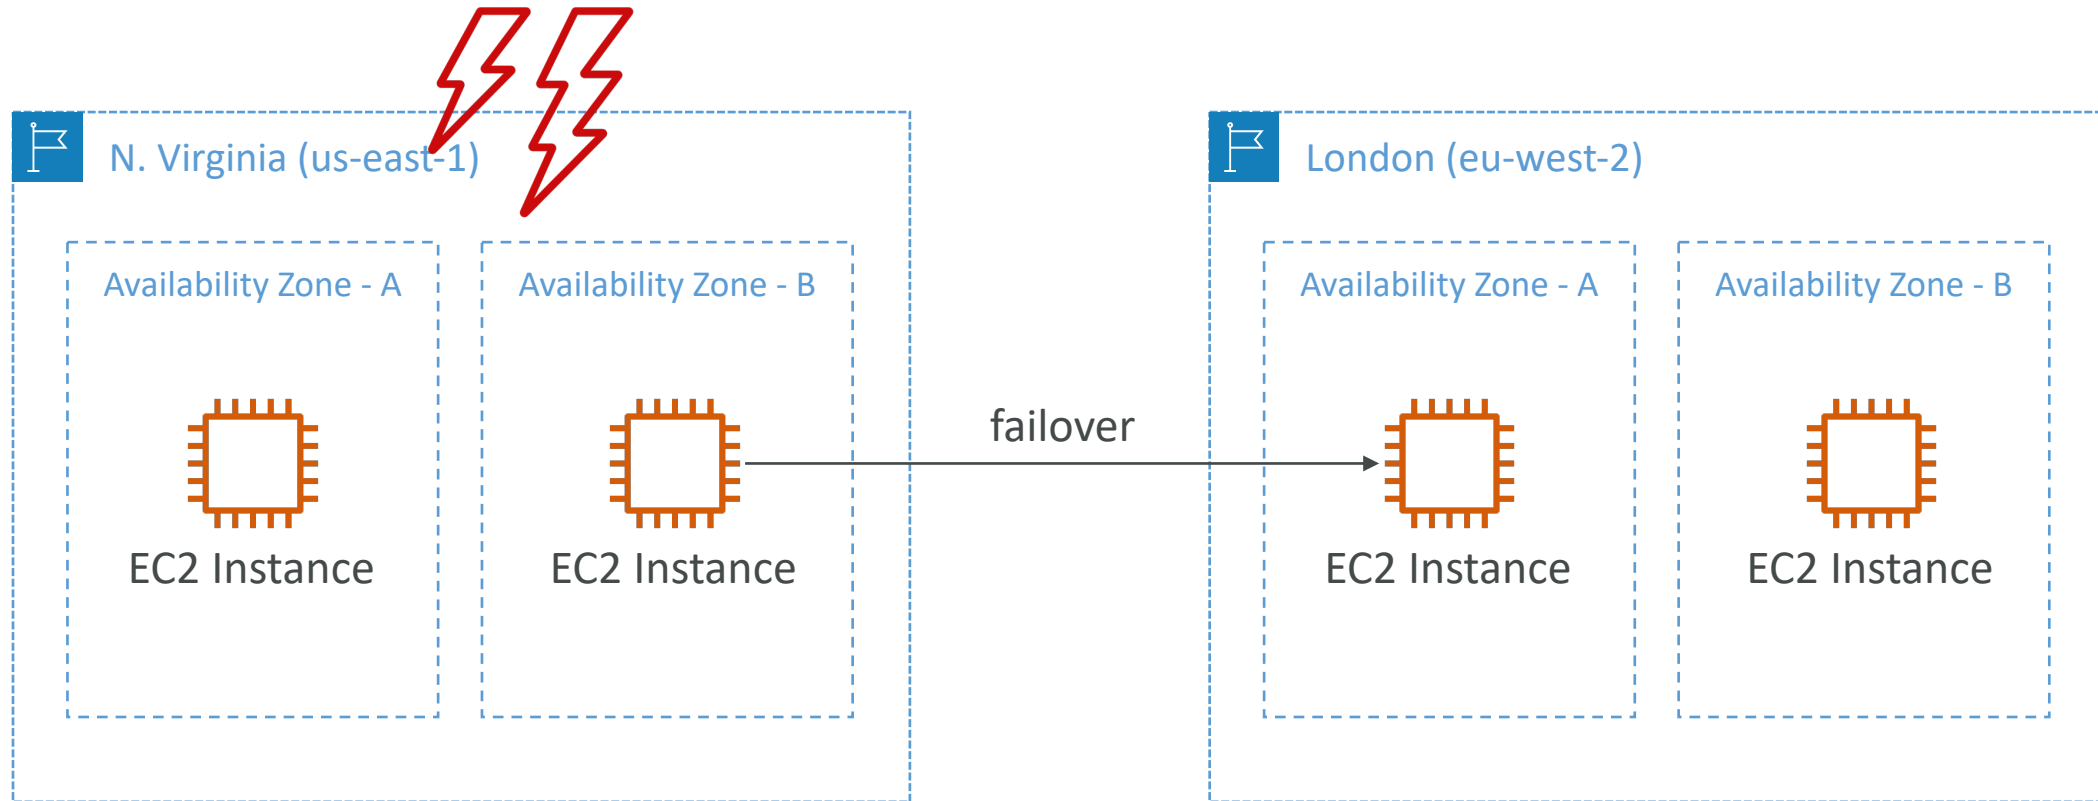 N. Virginia (us-east-1)
Availability Zone - A
Availability Zone - B
EC2 Instance
EC2 Instance
failover
London (eu-west-2)
Availability Zone - A
Availability Zone - B
EC2 Instance
EC2 Instance